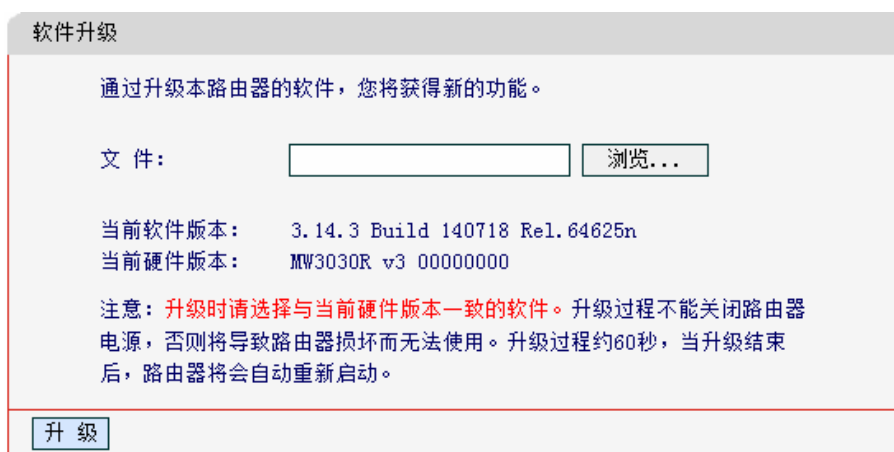 软件升级
通过升级本路由器的软件，您将获得新的功能。
文 件： 浏览...
当前软件版本： 3.14.3 Build 140718 Rel.64625n
当前硬件版本： MW3030R v3 00000000
注意：升级时请选择与当前硬件版本一致的软件。升级过程不能关闭路由器
电源，否则将导致路由器损坏而无法使用。升级过程约60秒，当升级结束
后，路由器将会自动重新启动。
升 级